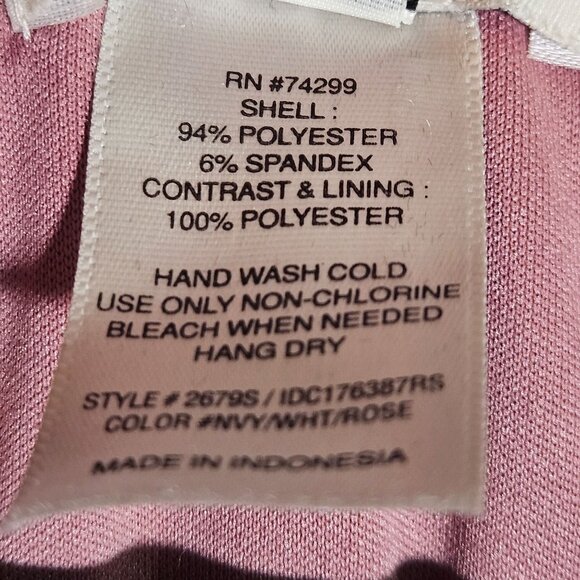 RN #74299
SHELL :
94% POLYESTER
6% SPANDEX
CONTRAST & LINING :
100% POLYESTER
HAND WASH COLD
USE ONLY NON-CHLORINE
BLEACH WHEN NEEDED
HANG DRY
STYLE # 2679S / IDC176387RS
COLOR #NVY/WHT/ROSE
MADE IN INDONESIA